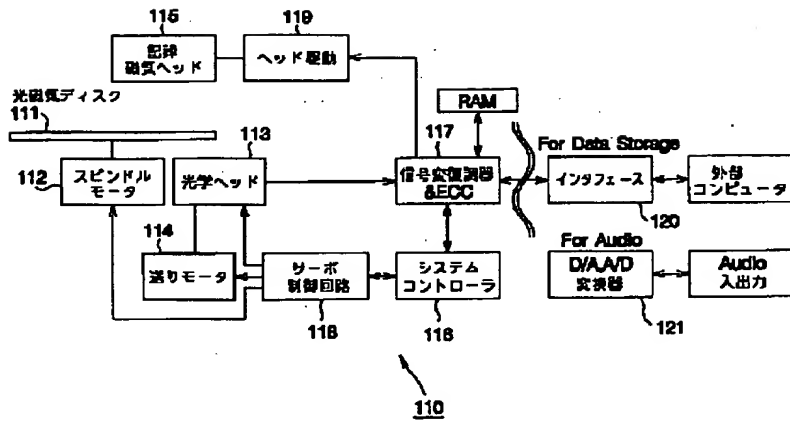 115
119
記録
磁気ヘッド
ヘッド駆動
光磁気ディスク
111
RAM
113
117
For Data Storage
112
スピンドル
モータ
光学ヘッド
信号変復調器
&ECC
インタフェース
外部
コンピュータ
120
114
For Audio
送りモータ
サーボ
制御回路
システム
コントローラ
D/A,A/D
変換器
Audio
入出力
118
116
121
110